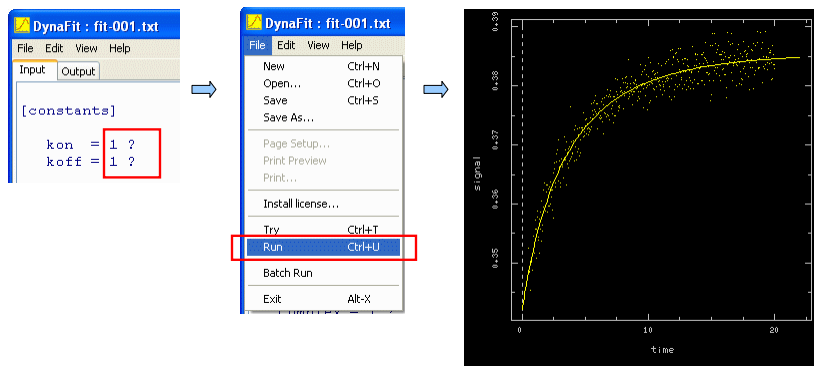 DynaFit : fit-001.txt
File Edit View Help
Input Output
[constants]
kon = 1 ?
koff = 1 ?
DynaFit : fit-001.txt
File Edit View Help
New Ctrl+N
Open... Ctrl+O
Save Ctrl+S
Save As...
Page Setup...
Print Preview
Print...
Install license...
Try Ctrl+T
Run Ctrl+U
Batch Run
Exit Alt-X
signal
0.39
0.38
0.37
0.36
0.35
0 10 20
time